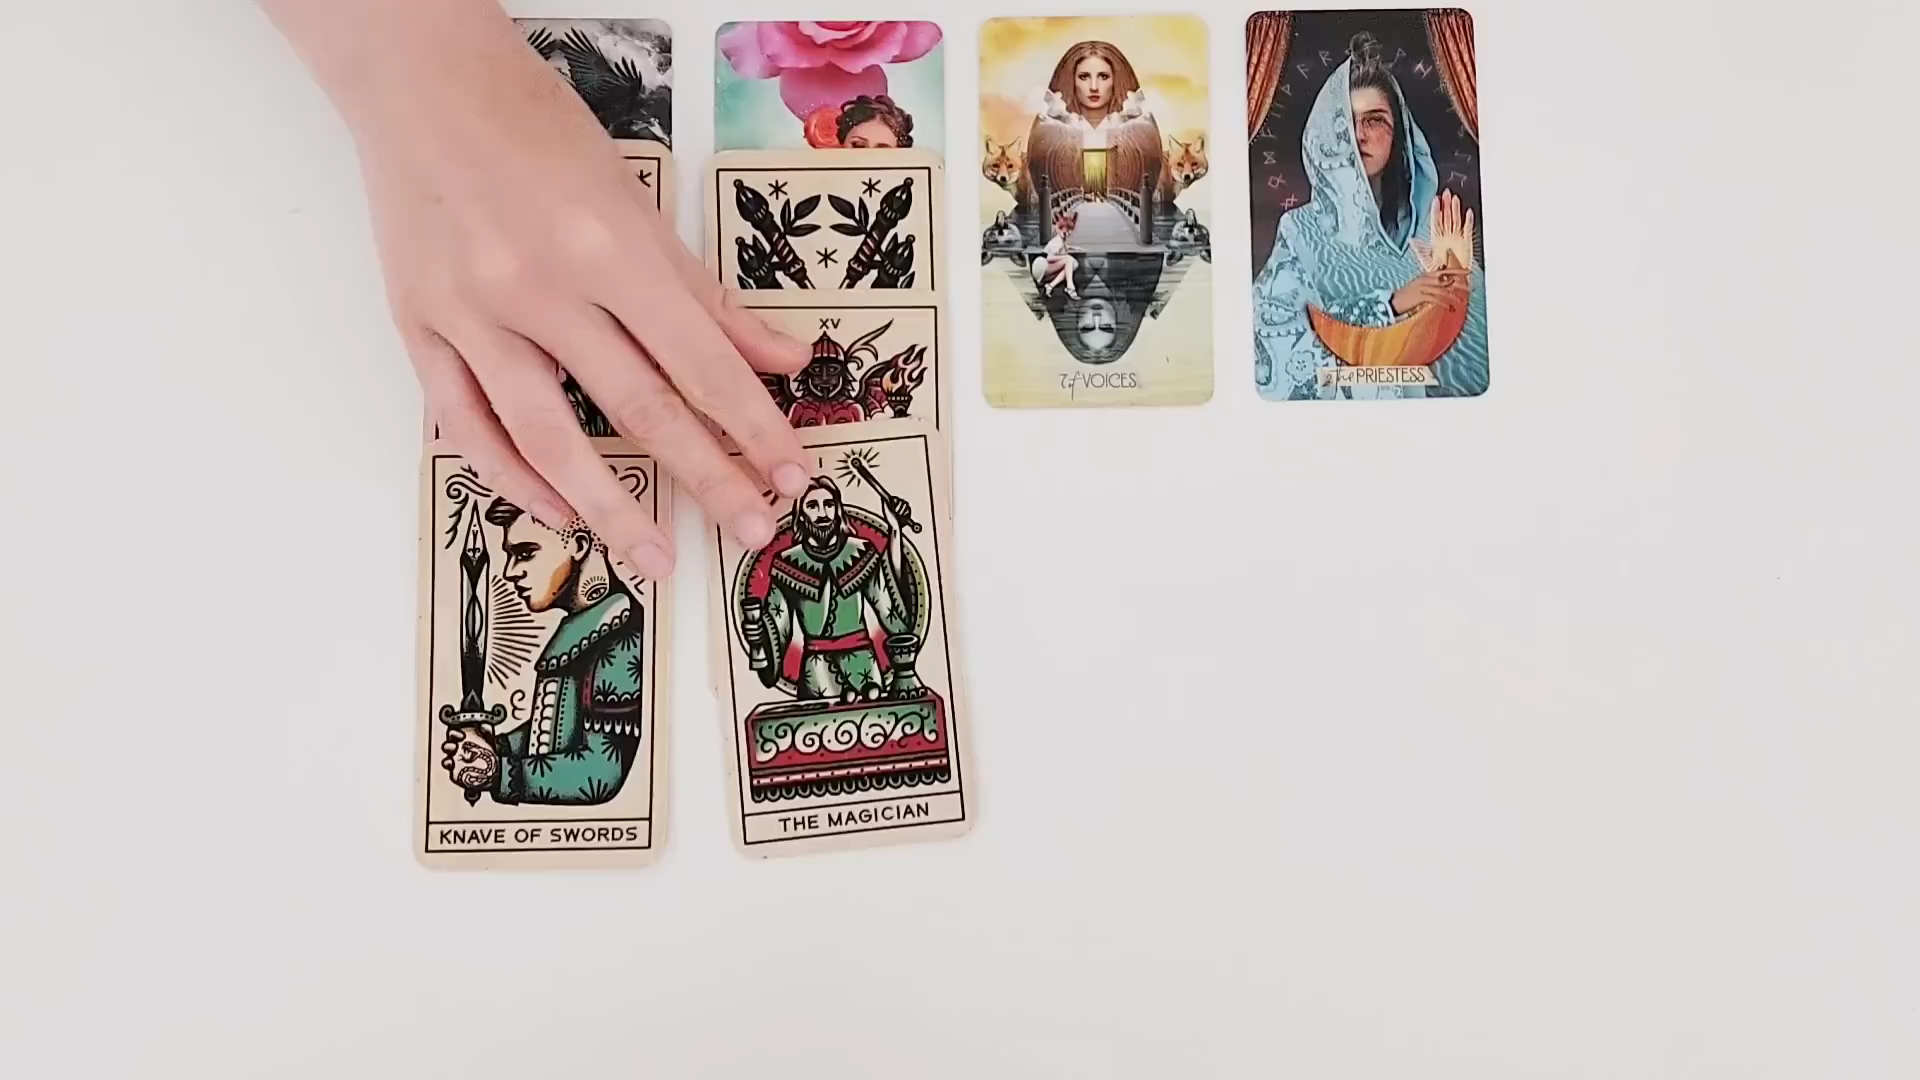 XV
7 of VOICES
2 the PRIESTESS
I
KNAVE OF SWORDS
THE MAGICIAN